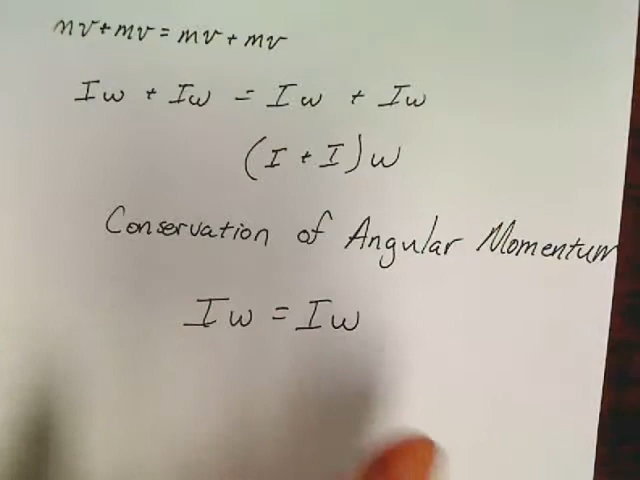 mv + mv = mv + mv
Iω + Iω = Iω + Iω
(I + I)ω
Conservation of Angular Momentum
Iω = Iω